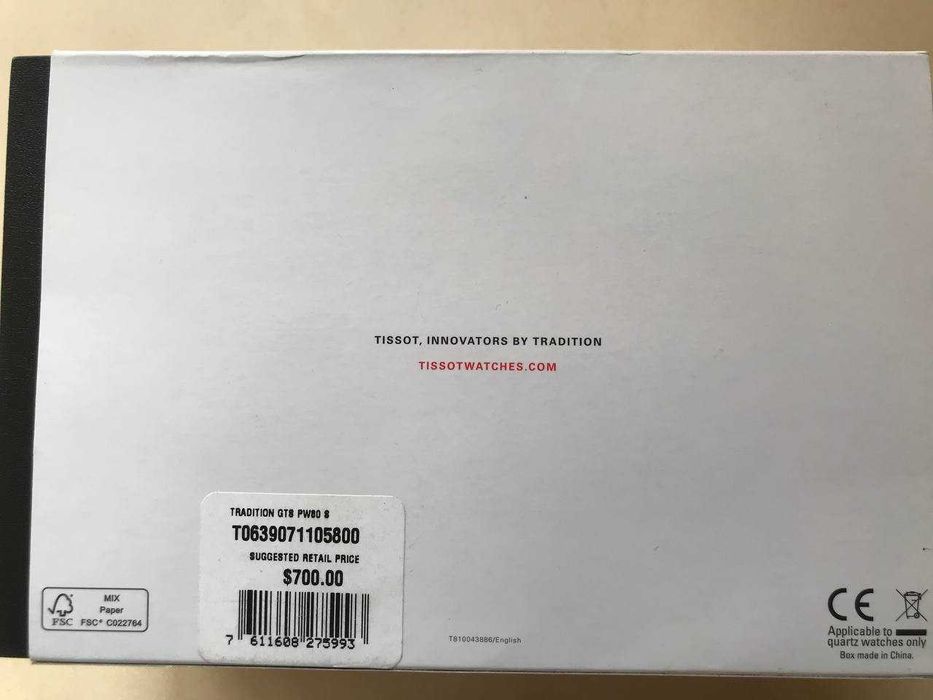 TISSOT, INNOVATORS BY TRADITION
TISSOTWATCHES.COM
TRADITION GTS PW80 S
T0639071105800
SUGGESTED RETAIL PRICE
$700.00
7 611608 275993
MIX
Paper
FSC FSC® C022764
T810043886/English
CE
Applicable to
quartz watches only
Box made in China.